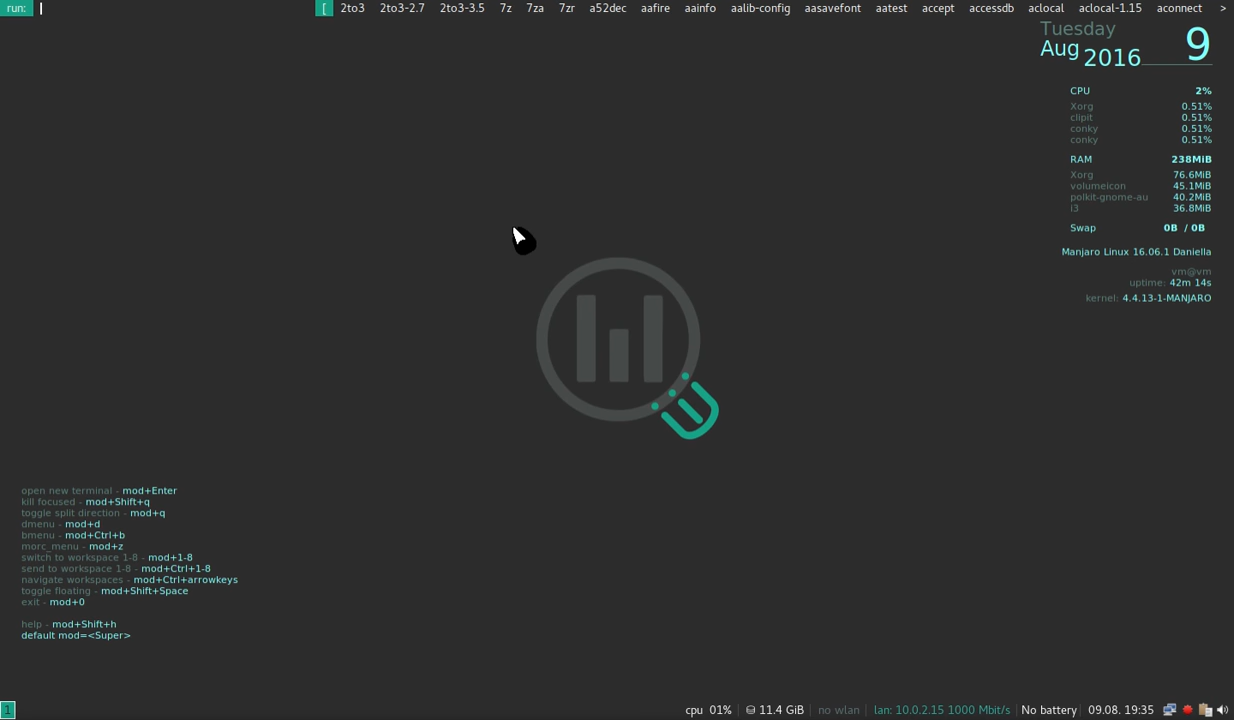 run: [ 2to3 2to3-2.7 2to3-3.5 7z 7za 7zr a52dec aafire aainfo aalib-config aasavefont aatest accept accessdb aclocal aclocal-1.15 aconnect >
Tuesday
Aug 2016 9
CPU 2%
Xorg 0.51%
clipit 0.51%
conky 0.51%
conky 0.51%
RAM 238MiB
Xorg 76.6MiB
volumeicon 45.1MiB
polkit-gnome-au 40.2MiB
i3 36.8MiB
Swap 0B / 0B
Manjaro Linux 16.06.1 Daniella
vm@vm
uptime: 42m 14s
kernel: 4.4.13-1-MANJARO
open new terminal - mod+Enter
kill focused - mod+Shift+q
toggle split direction - mod+q
dmenu - mod+d
bmenu - mod+Ctrl+b
morc_menu - mod+z
switch to workspace 1-8 - mod+1-8
send to workspace 1-8 - mod+Ctrl+1-8
navigate workspaces - mod+Ctrl+arrowkeys
toggle floating - mod+Shift+Space
exit - mod+0
help - mod+Shift+h
default mod=<Super>
1 cpu 01% | 11.4 GiB | no wlan | lan: 10.0.2.15 1000 Mbit/s | No battery | 09.08. 19:35